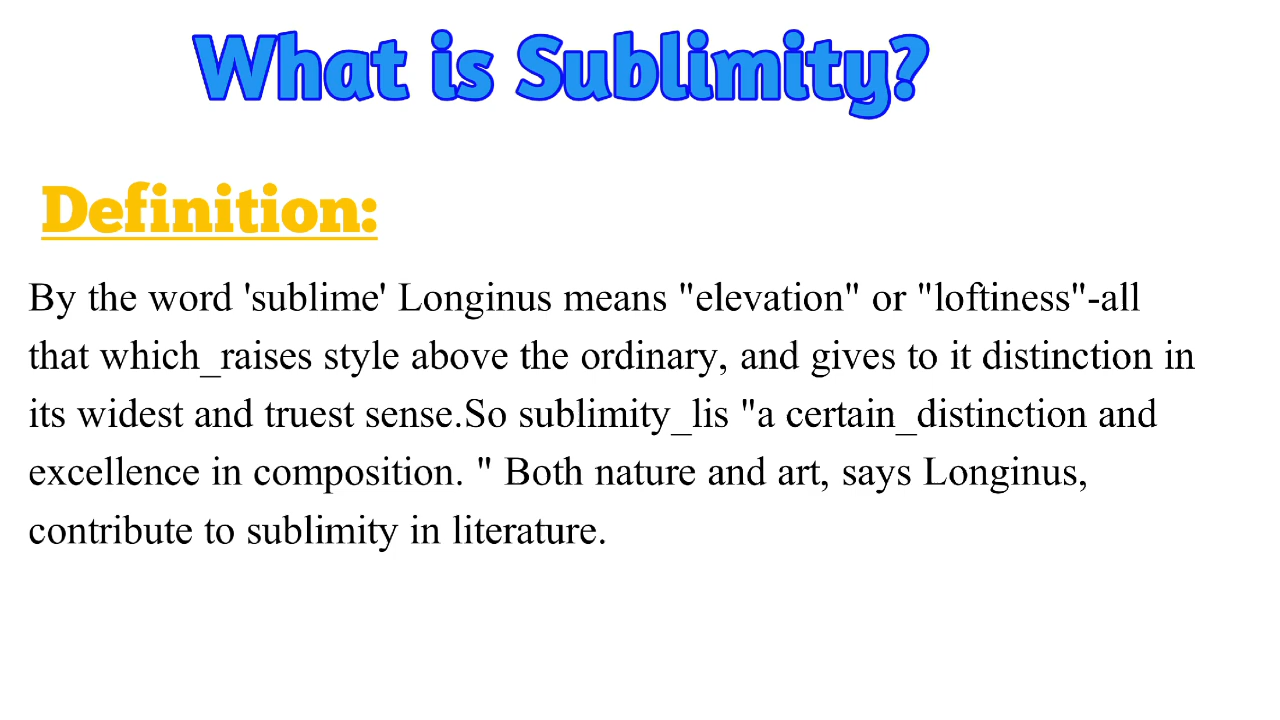 What is Sublimity?
Definition:
By the word 'sublime' Longinus means "elevation" or "loftiness"-all
that which_raises style above the ordinary, and gives to it distinction in
its widest and truest sense.So sublimity_lis "a certain_distinction and
excellence in composition. " Both nature and art, says Longinus,
contribute to sublimity in literature.